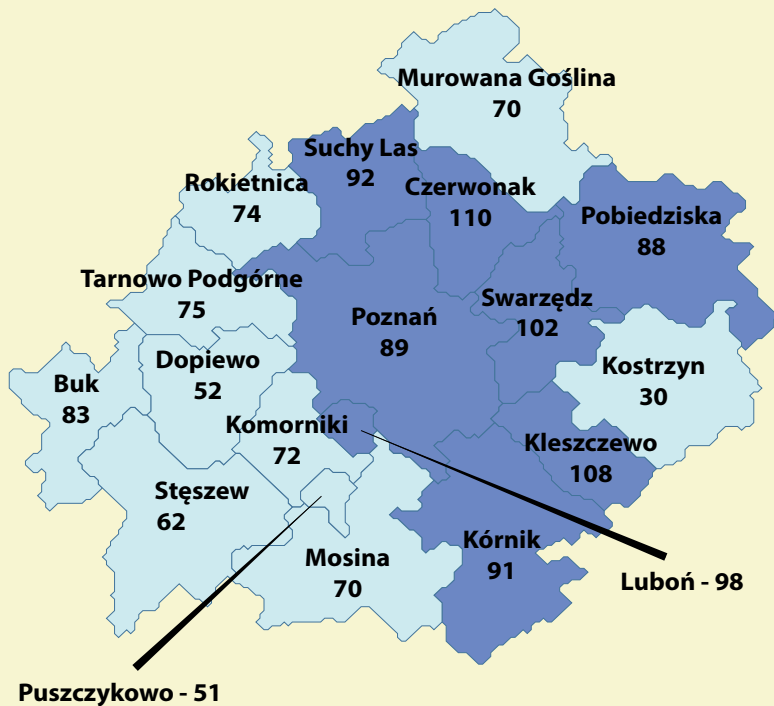 Murowana Goślina
70
Suchy Las
92
Czerwonak
110
Rokietnica
74
Pobiedziska
88
Tarnowo Podgórne
75
Swarzędz
102
Poznań
89
Dopiewo
52
Buk
83
Kostrzyn
30
Komorniki
72
Kleszczewo
108
Stęszew
62
Kórnik
91
Mosina
70
Luboń - 98
Puszczykowo - 51